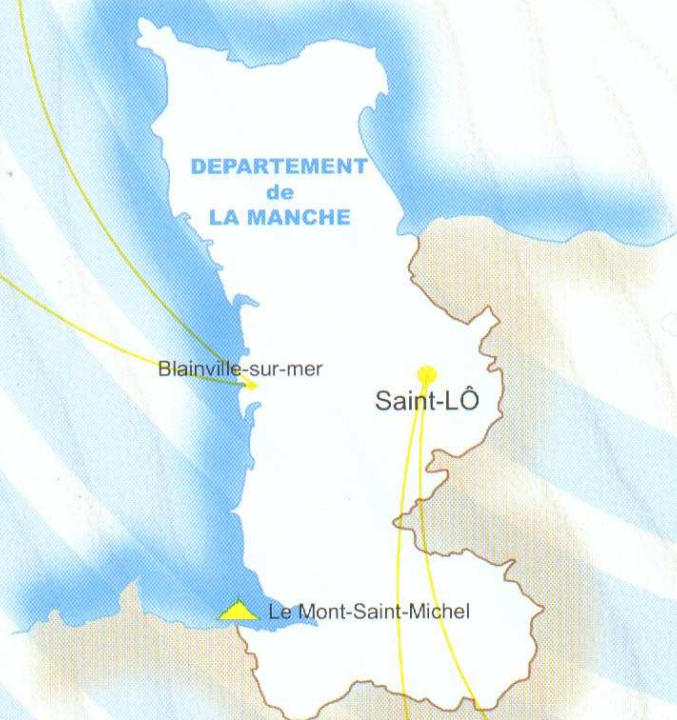 DEPARTEMENT
de
LA MANCHE
Blainville-sur-mer
Saint-LÔ
Le Mont-Saint-Michel